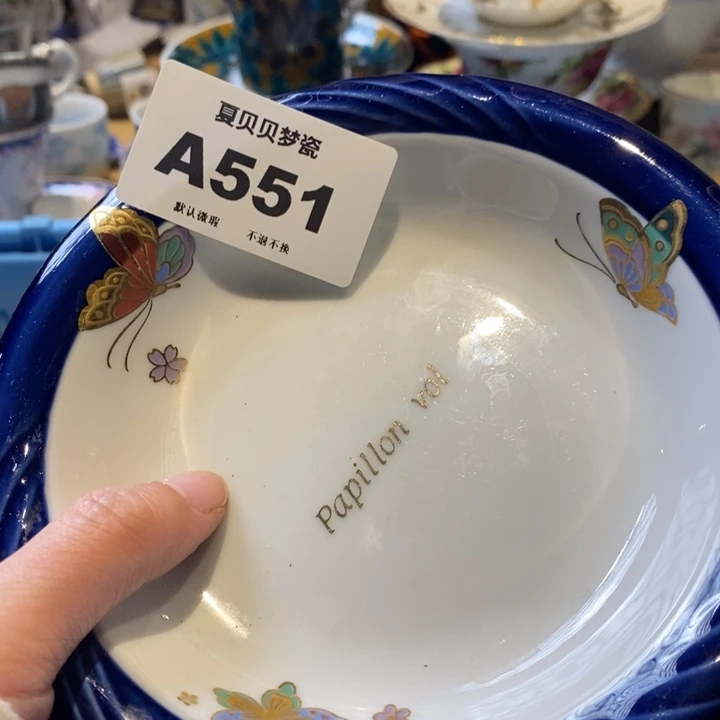 夏贝贝梦瓷
A551
默认微瑕 不退不换
Papillon vol